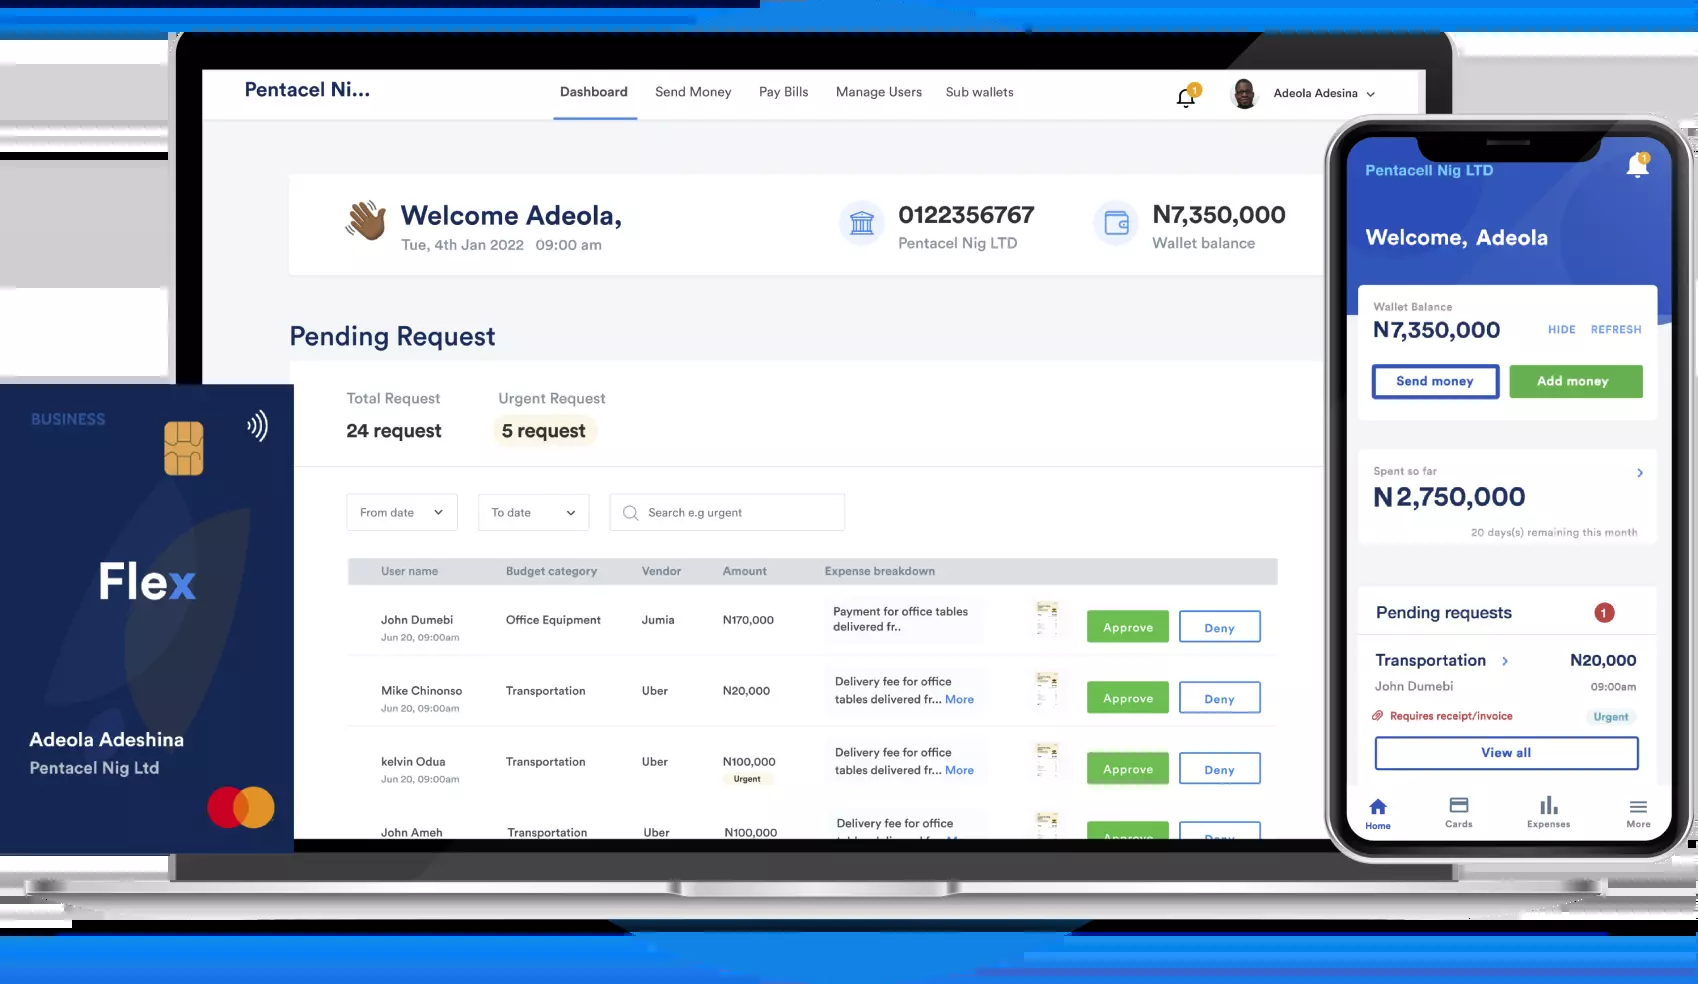 Pentacel Ni...
Dashboard
Send Money
Pay Bills
Manage Users
Sub wallets
1
Adeola Adesina
Welcome Adeola,
Tue, 4th Jan 2022 09:00 am
0122356767
Pentacel Nig LTD
N7,350,000
Wallet balance
Pending Request
Total Request
24 request
Urgent Request
5 request
From date
To date
Search e.g urgent
User name Budget category Vendor Amount Expense breakdown
John Dumebi
Jun 20, 09:00am
Office Equipment
Jumia
N170,000
Payment for office tables
delivered fr..
Approve
Deny
Mike Chinonso
Jun 20, 09:00am
Transportation
Uber
N20,000
Delivery fee for office
tables delivered fr... More
Approve
Deny
kelvin Odua
Jun 20, 09:00am
Transportation
Uber
N100,000
Urgent
Delivery fee for office
tables delivered fr... More
Approve
Deny
John Ameh
Transportation
Uber
N100,000
Delivery fee for office
Approve
Deny
BUSINESS
Flex
Adeola Adeshina
Pentacel Nig Ltd
Pentacell Nig LTD
1
Welcome, Adeola
Wallet Balance
N7,350,000
HIDE
REFRESH
Send money
Add money
Spent so far
N2,750,000
20 days(s) remaining this month
Pending requests
1
Transportation
N20,000
John Dumebi
09:00am
Requires receipt/invoice
Urgent
View all
Home
Cards
Expenses
More